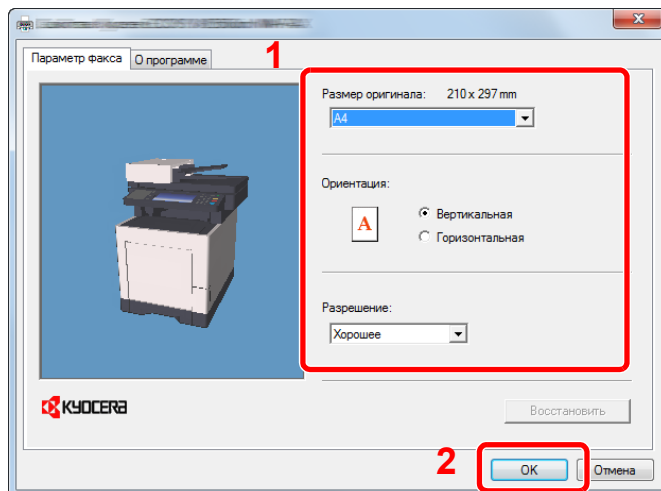 Параметр факса
О программе
1
Размер оригинала: 210 x 297 mm
A4
Ориентация:
A
Вертикальная
Горизонтальная
Разрешение:
Хорошее
KYOCERA
Восстановить
2
OK
Отмена